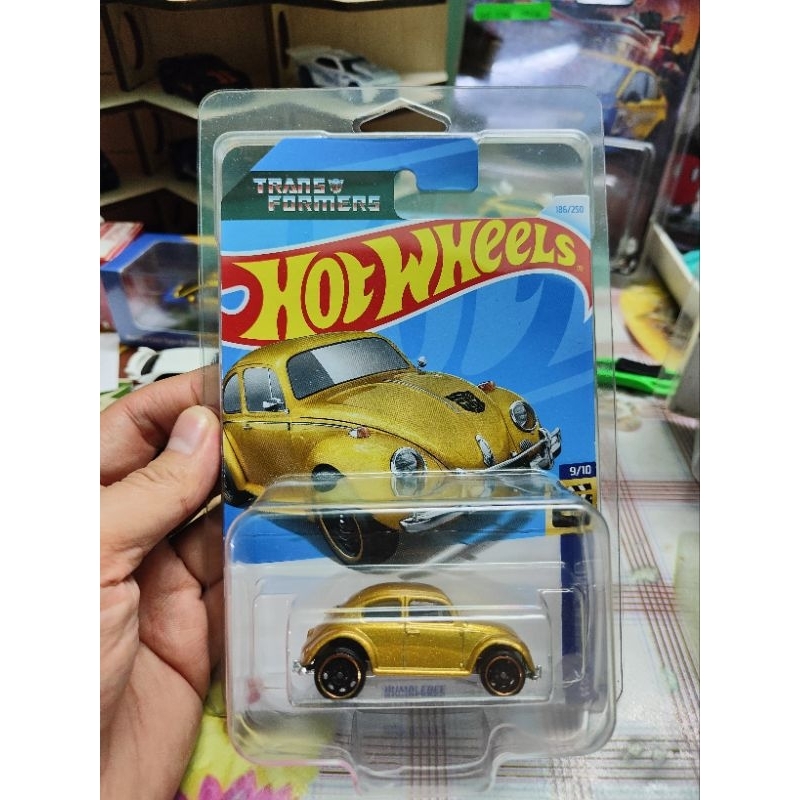 TRANS
FORMERS
186/250
HOT WHEELS
9/10
BUMBLEBEE